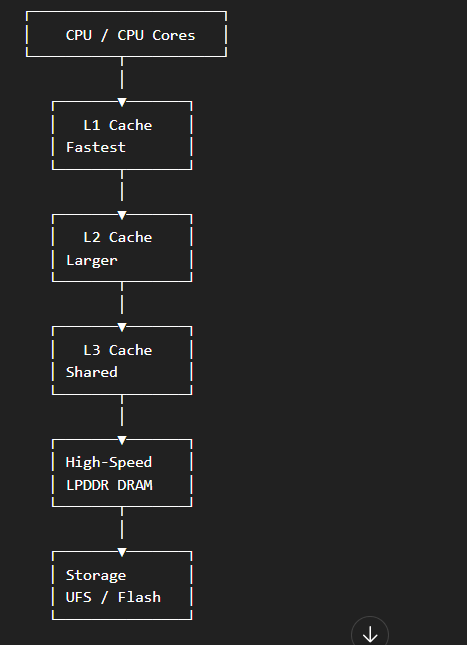 CPU / CPU Cores
L1 Cache
Fastest
L2 Cache
Larger
L3 Cache
Shared
High-Speed
LPDDR DRAM
Storage
UFS / Flash